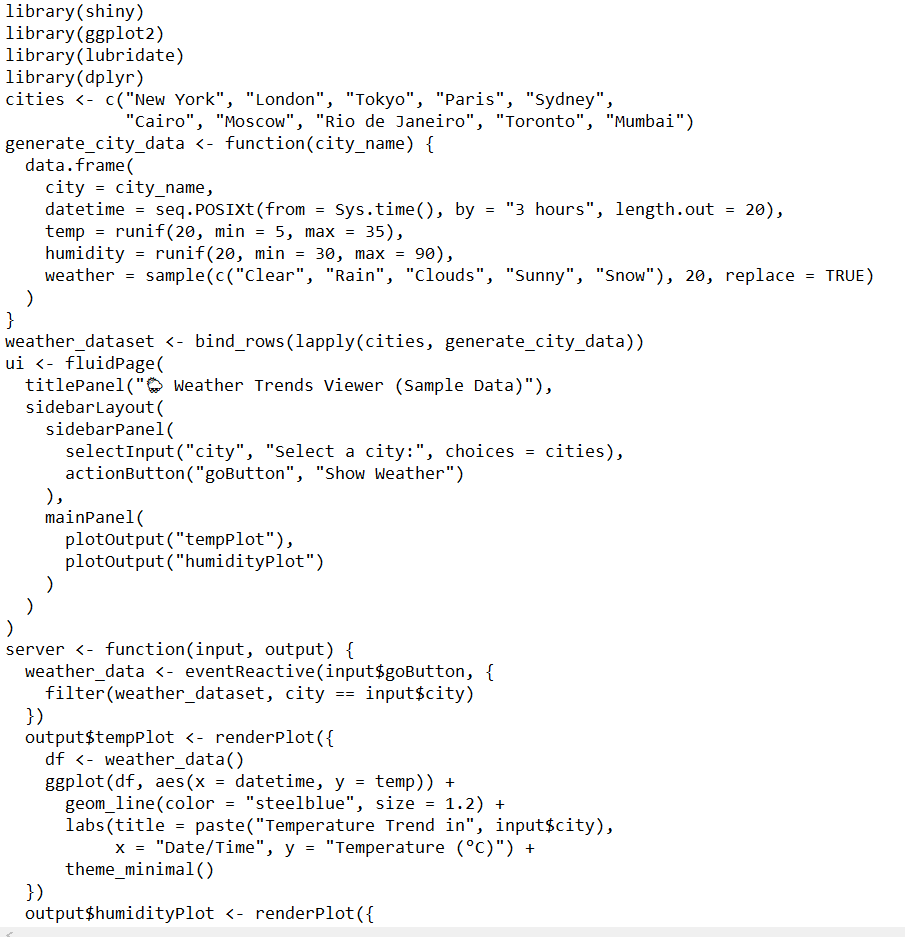 library(shiny)
library(ggplot2)
library(lubridate)
library(dplyr)
cities <- c("New York", "London", "Tokyo", "Paris", "Sydney",
            "Cairo", "Moscow", "Rio de Janeiro", "Toronto", "Mumbai")
generate_city_data <- function(city_name) {
  data.frame(
    city = city_name,
    datetime = seq.POSIXt(from = Sys.time(), by = "3 hours", length.out = 20),
    temp = runif(20, min = 5, max = 35),
    humidity = runif(20, min = 30, max = 90),
    weather = sample(c("Clear", "Rain", "Clouds", "Sunny", "Snow"), 20, replace = TRUE)
  )
}
weather_dataset <- bind_rows(lapply(cities, generate_city_data))
ui <- fluidPage(
  titlePanel("🌦 Weather Trends Viewer (Sample Data)"),
  sidebarLayout(
    sidebarPanel(
      selectInput("city", "Select a city:", choices = cities),
      actionButton("goButton", "Show Weather")
    ),
    mainPanel(
      plotOutput("tempPlot"),
      plotOutput("humidityPlot")
    )
  )
)
server <- function(input, output) {
  weather_data <- eventReactive(input$goButton, {
    filter(weather_dataset, city == input$city)
  })
  output$tempPlot <- renderPlot({
    df <- weather_data()
    ggplot(df, aes(x = datetime, y = temp)) +
      geom_line(color = "steelblue", size = 1.2) +
      labs(title = paste("Temperature Trend in", input$city),
           x = "Date/Time", y = "Temperature (°C)") +
      theme_minimal()
  })
  output$humidityPlot <- renderPlot({